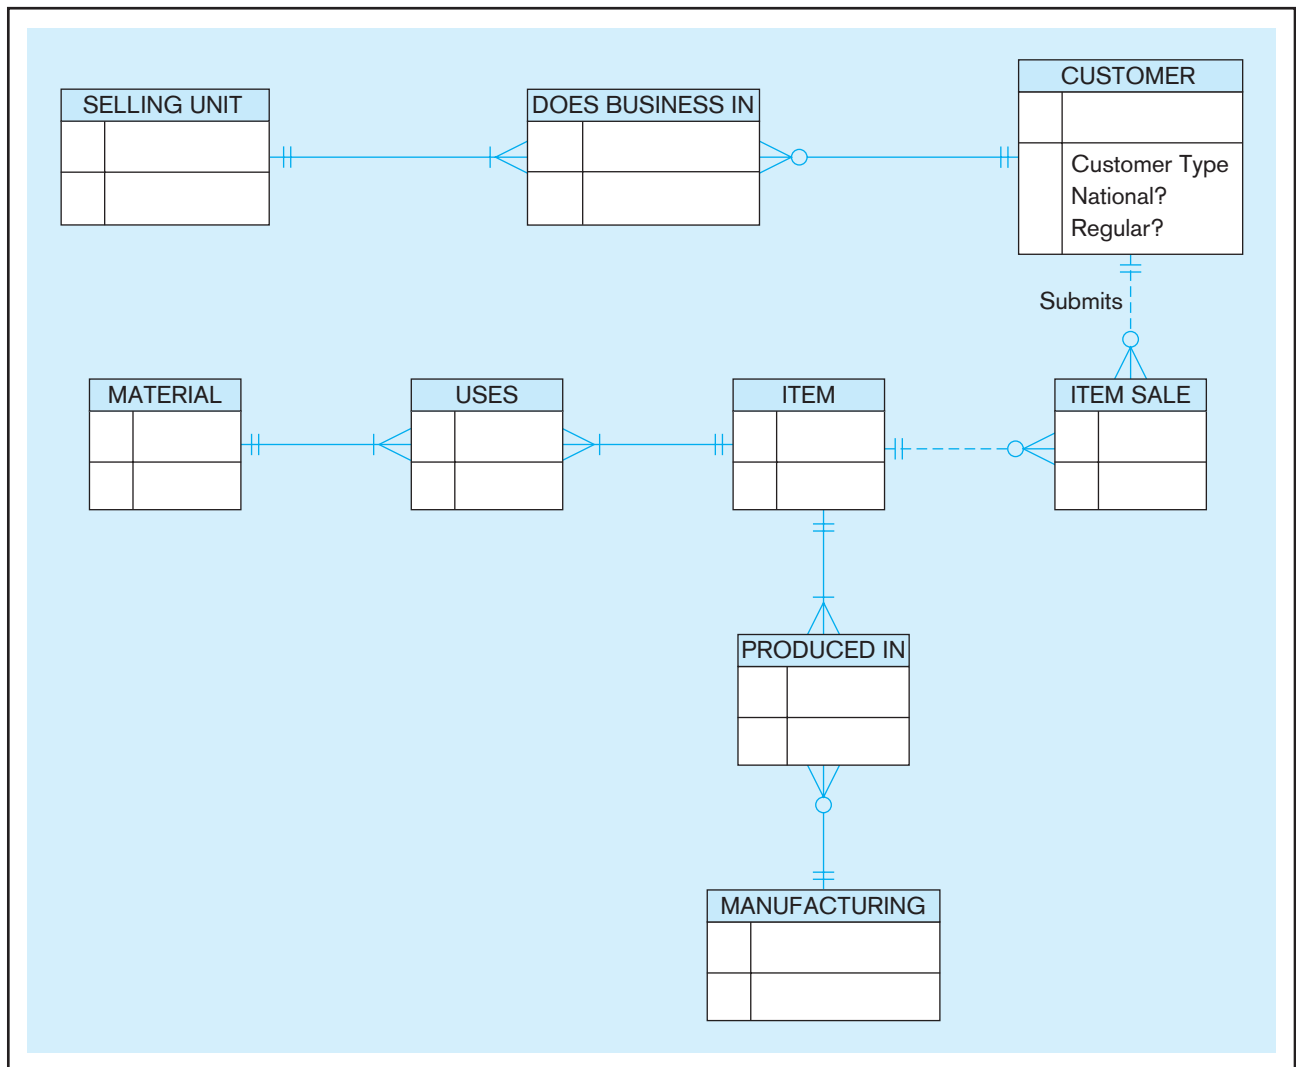 SELLING UNIT
DOES BUSINESS IN
CUSTOMER
Customer Type
National?
Regular?
Submits
MATERIAL
USES
ITEM
ITEM SALE
PRODUCED IN
MANUFACTURING